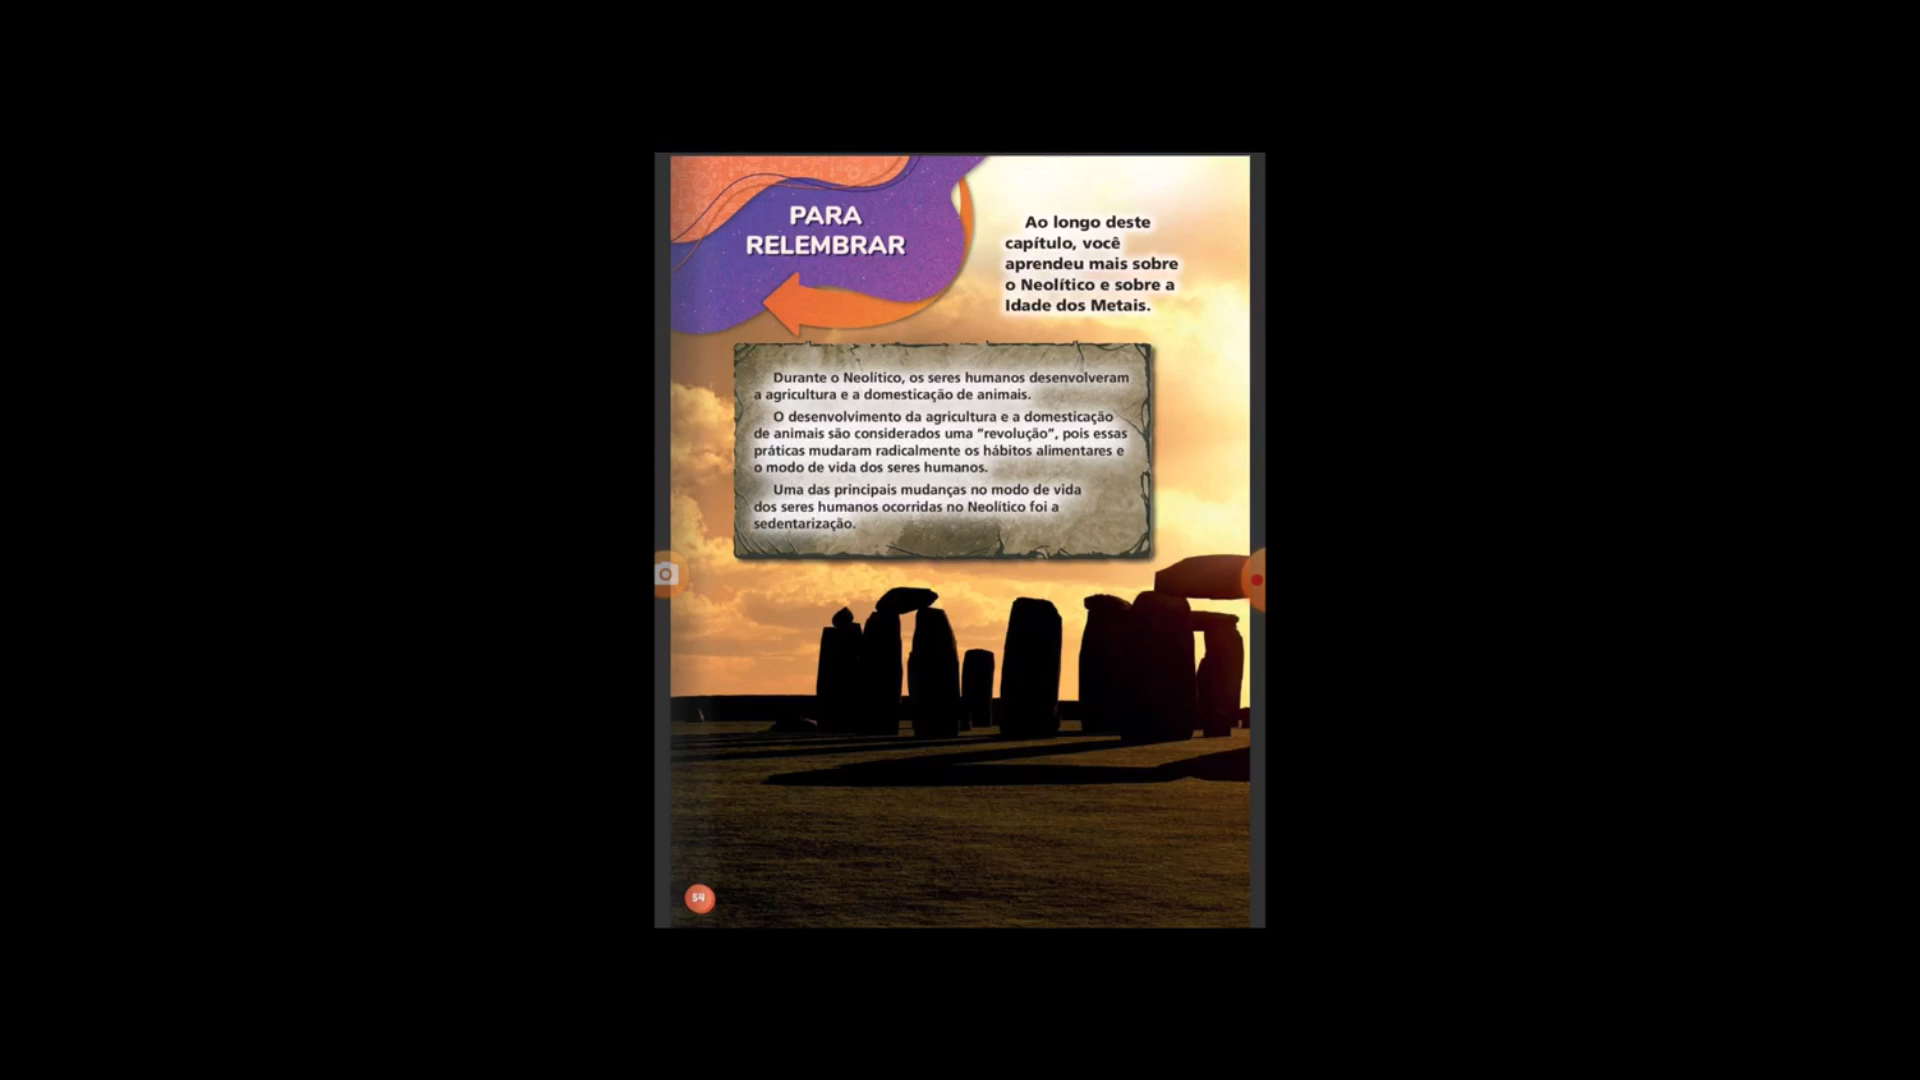 PARA
RELEMBRAR
Ao longo deste
capítulo, você
aprendeu mais sobre
o Neolítico e sobre a
Idade dos Metais.
Durante o Neolítico, os seres humanos desenvolveram
a agricultura e a domesticação de animais.
O desenvolvimento da agricultura e a domesticação
de animais são considerados uma "revolução", pois essas
práticas mudaram radicalmente os hábitos alimentares e
o modo de vida dos seres humanos.
Uma das principais mudanças no modo de vida
dos seres humanos ocorridas no Neolítico foi a
sedentarização.
54